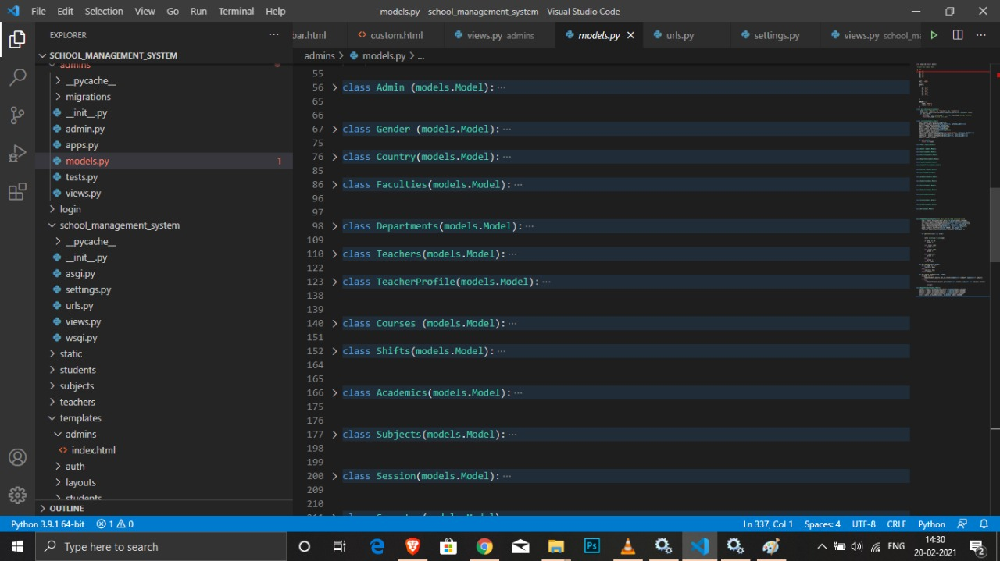 File Edit Selection View Go Run Terminal Help models.py - school_management_system - Visual Studio Code
EXPLORER
bar.html custom.html views.py admins models.py urls.py settings.py views.py school_ma
SCHOOL_MANAGEMENT_SYSTEM
admins > models.py > ...
admins
__pycache__
migrations
__init__.py
admin.py
apps.py
models.py 1
tests.py
views.py
login
school_management_system
__pycache__
__init__.py
asgi.py
settings.py
urls.py
views.py
wsgi.py
static
students
subjects
teachers
templates
admins
index.html
auth
layouts
students
OUTLINE
55
56 class Admin (models.Model): ...
65
66
67 class Gender (models.Model): ...
75
76 class Country(models.Model): ...
85
86 class Faculties(models.Model): ...
96
97
98 class Departments(models.Model): ...
109
110 class Teachers(models.Model): ...
122
123 class TeacherProfile(models.Model): ...
138
139
140 class Courses (models.Model): ...
151
152 class Shifts(models.Model): ...
164
165
166 class Academics(models.Model): ...
175
176
177 class Subjects(models.Model): ...
198
199
200 class Session(models.Model): ...
209
210
Python 3.9.1 64-bit 1 0 Ln 337, Col 1 Spaces: 4 UTF-8 CRLF Python
Type here to search
Ps
ENG
14:30
20-02-2021
2